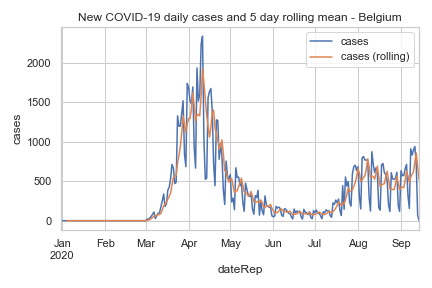 New COVID-19 daily cases and 5 day rolling mean - Belgium
cases
cases (rolling)
2000
1500
1000
500
0
cases
Jan Feb Mar Apr May Jun Jul Aug Sep
2020
dateRep